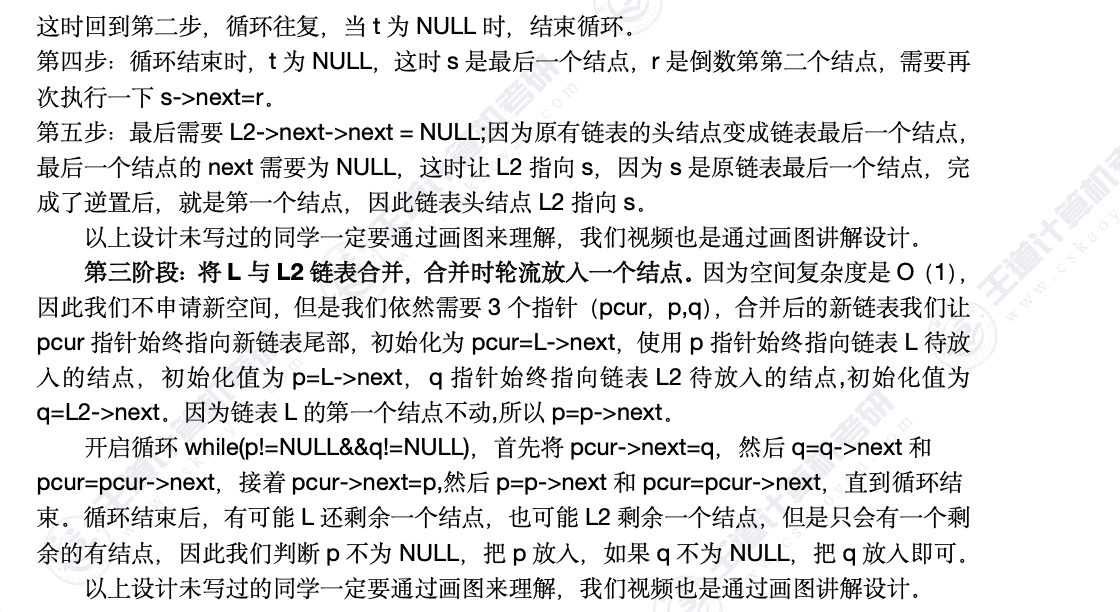 这时回到第二步，循环往复，当 t 为 NULL 时，结束循环。
第四步：循环结束时，t 为 NULL，这时 s 是最后一个结点，r 是倒数第第二个结点，需要再
次执行一下 s->next=r。
第五步：最后需要 L2->next->next = NULL;因为原有链表的头结点变成链表最后一个结点，
最后一个结点的 next 需要为 NULL，这时让 L2 指向 s，因为 s 是原链表最后一个结点，完
成了逆置后，就是第一个结点，因此链表头结点 L2 指向 s。
以上设计未写过的同学一定要通过画图来理解，我们视频也是通过画图讲解设计。
第三阶段：将 L 与 L2 链表合并，合并时轮流放入一个结点。因为空间复杂度是 O（1），
因此我们不申请新空间，但是我们依然需要 3 个指针（pcur，p,q），合并后的新链表我们让
pcur 指针始终指向新链表尾部，初始化为 pcur=L->next，使用 p 指针始终指向链表 L 待放
入的结点，初始化值为 p=L->next，q 指针始终指向链表 L2 待放入的结点,初始化值为
q=L2->next。因为链表 L 的第一个结点不动,所以 p=p->next。
开启循环 while(p!=NULL&&q!=NULL)，首先将 pcur->next=q，然后 q=q->next 和
pcur=pcur->next，接着 pcur->next=p,然后 p=p->next 和 pcur=pcur->next，直到循环结
束。循环结束后，有可能 L 还剩余一个结点，也可能 L2 剩余一个结点，但是只会有一个剩
余的有结点，因此我们判断 p 不为 NULL，把 p 放入，如果 q 不为 NULL，把 q 放入即可。
以上设计未写过的同学一定要通过画图来理解，我们视频也是通过画图讲解设计。